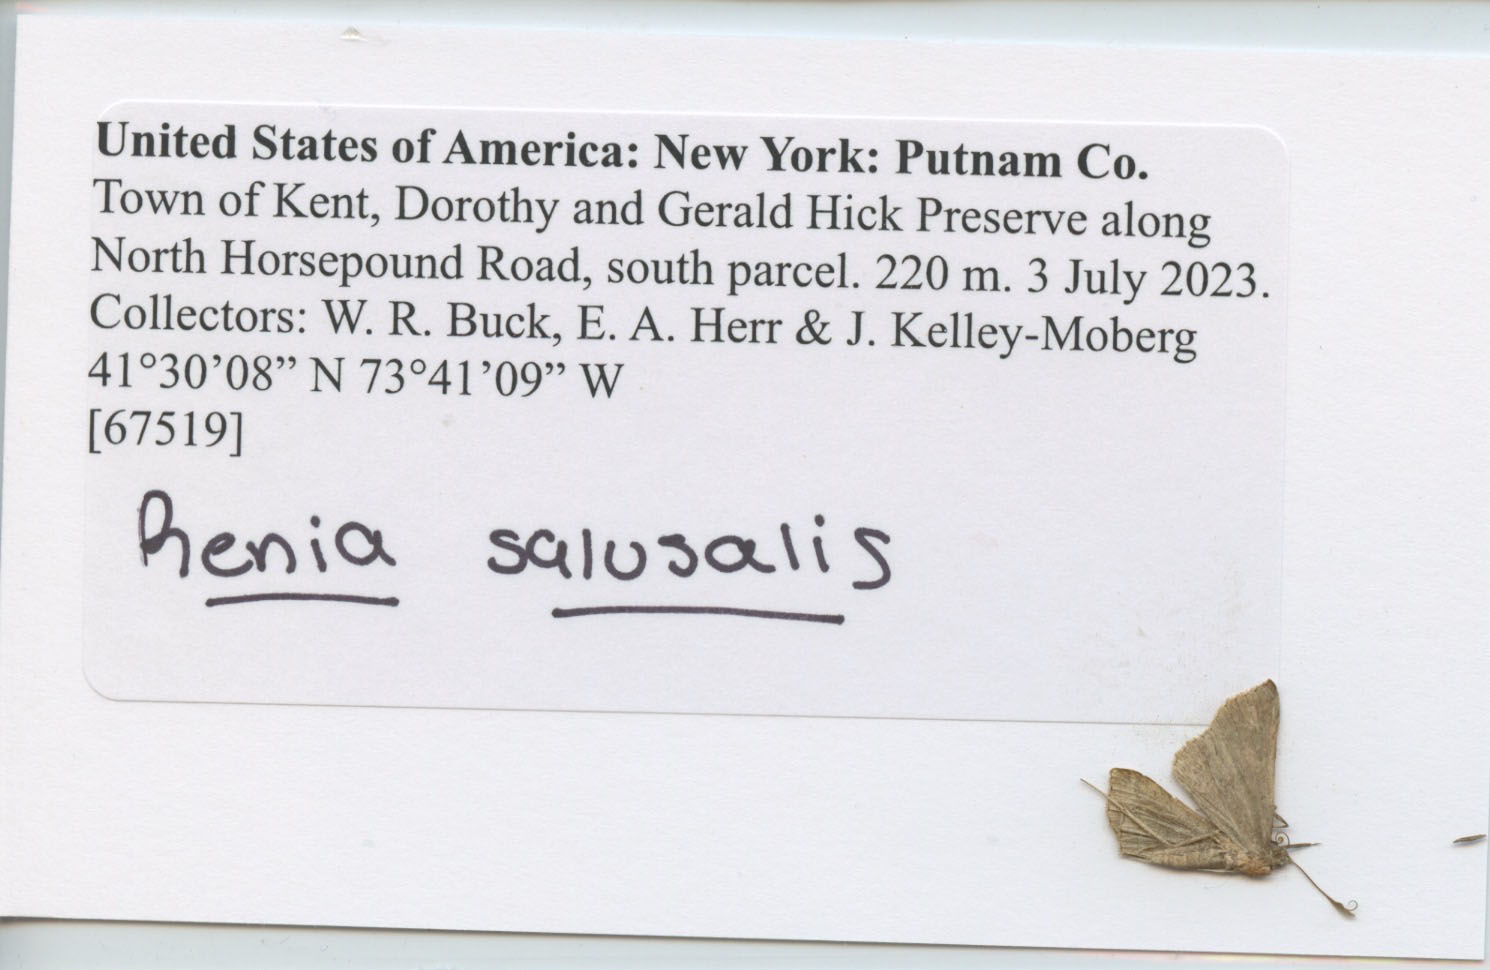 United States of America: New York: Putnam Co.
Town of Kent, Dorothy and Gerald Hick Preserve along
North Horsepound Road, south parcel. 220 m. 3 July 2023.
Collectors: W. R. Buck, E. A. Herr & J. Kelley-Moberg
41°30’08” N 73°41’09” W
[67519]
Renia salusalis